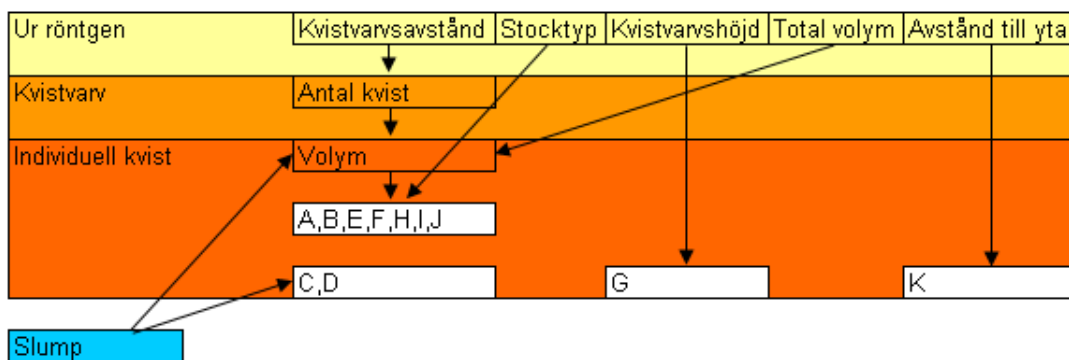 Ur röntgen Kvistvarvsavstånd Stocktyp Kvistvarvshöjd Total volym Avstånd till yta
Kvistvarv Antal kvist
Individuell kvist Volym
A,B,E,F,H,I,J
C,D G K
Slump